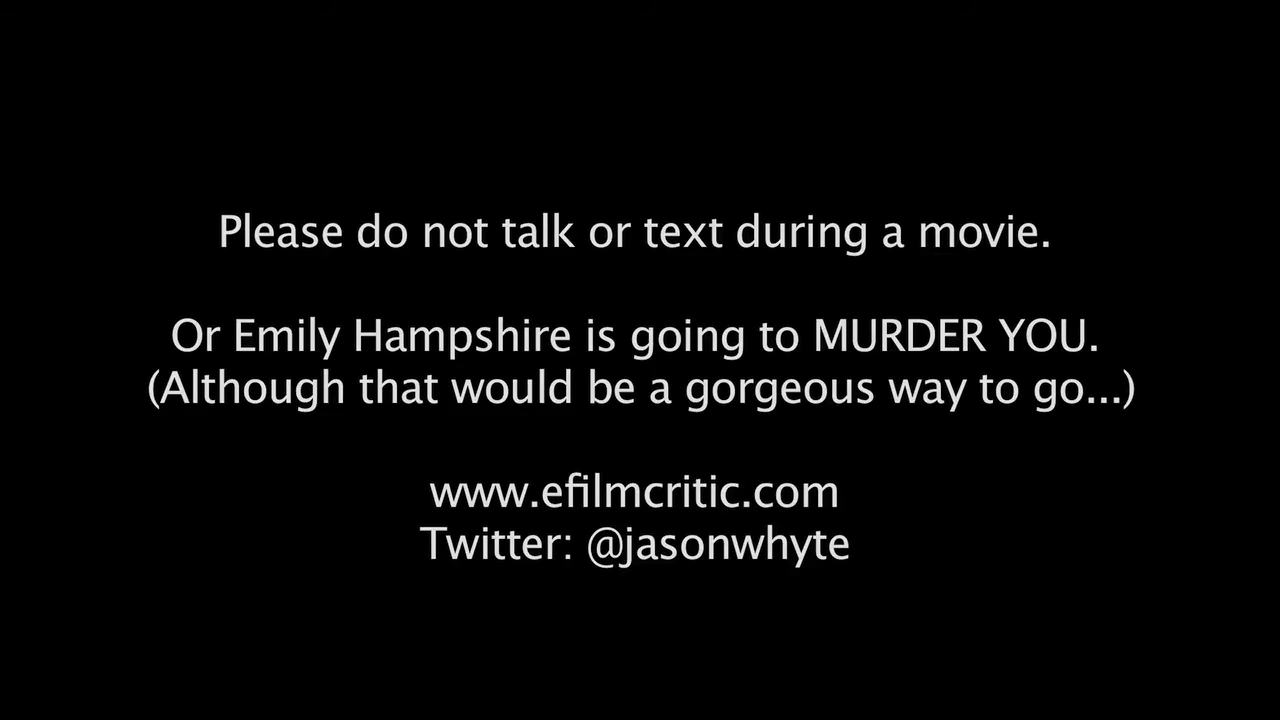 Please do not talk or text during a movie.
Or Emily Hampshire is going to MURDER YOU.
(Although that would be a gorgeous way to go...)
www.efilmcritic.com
Twitter: @jasonwhyte